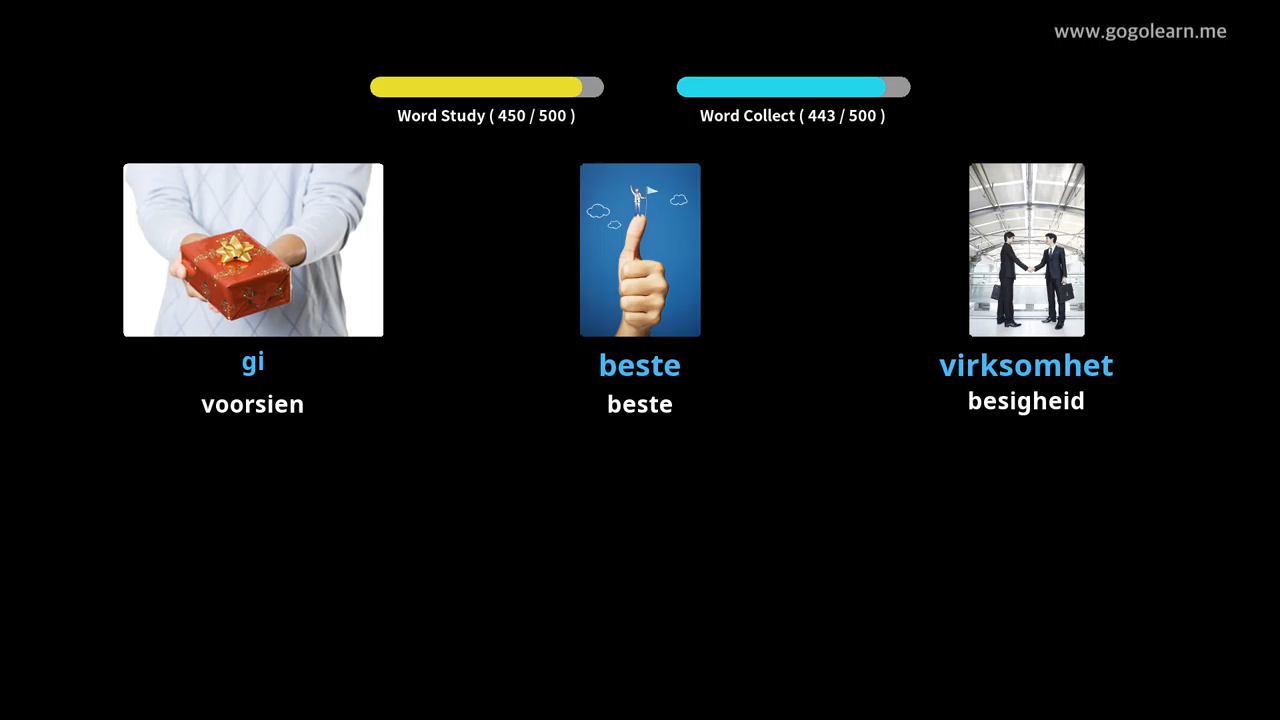 www.gogolearn.me
Word Study ( 450 / 500 )
Word Collect ( 443 / 500 )
gi
voorsien
beste
beste
virksomhet
besigheid